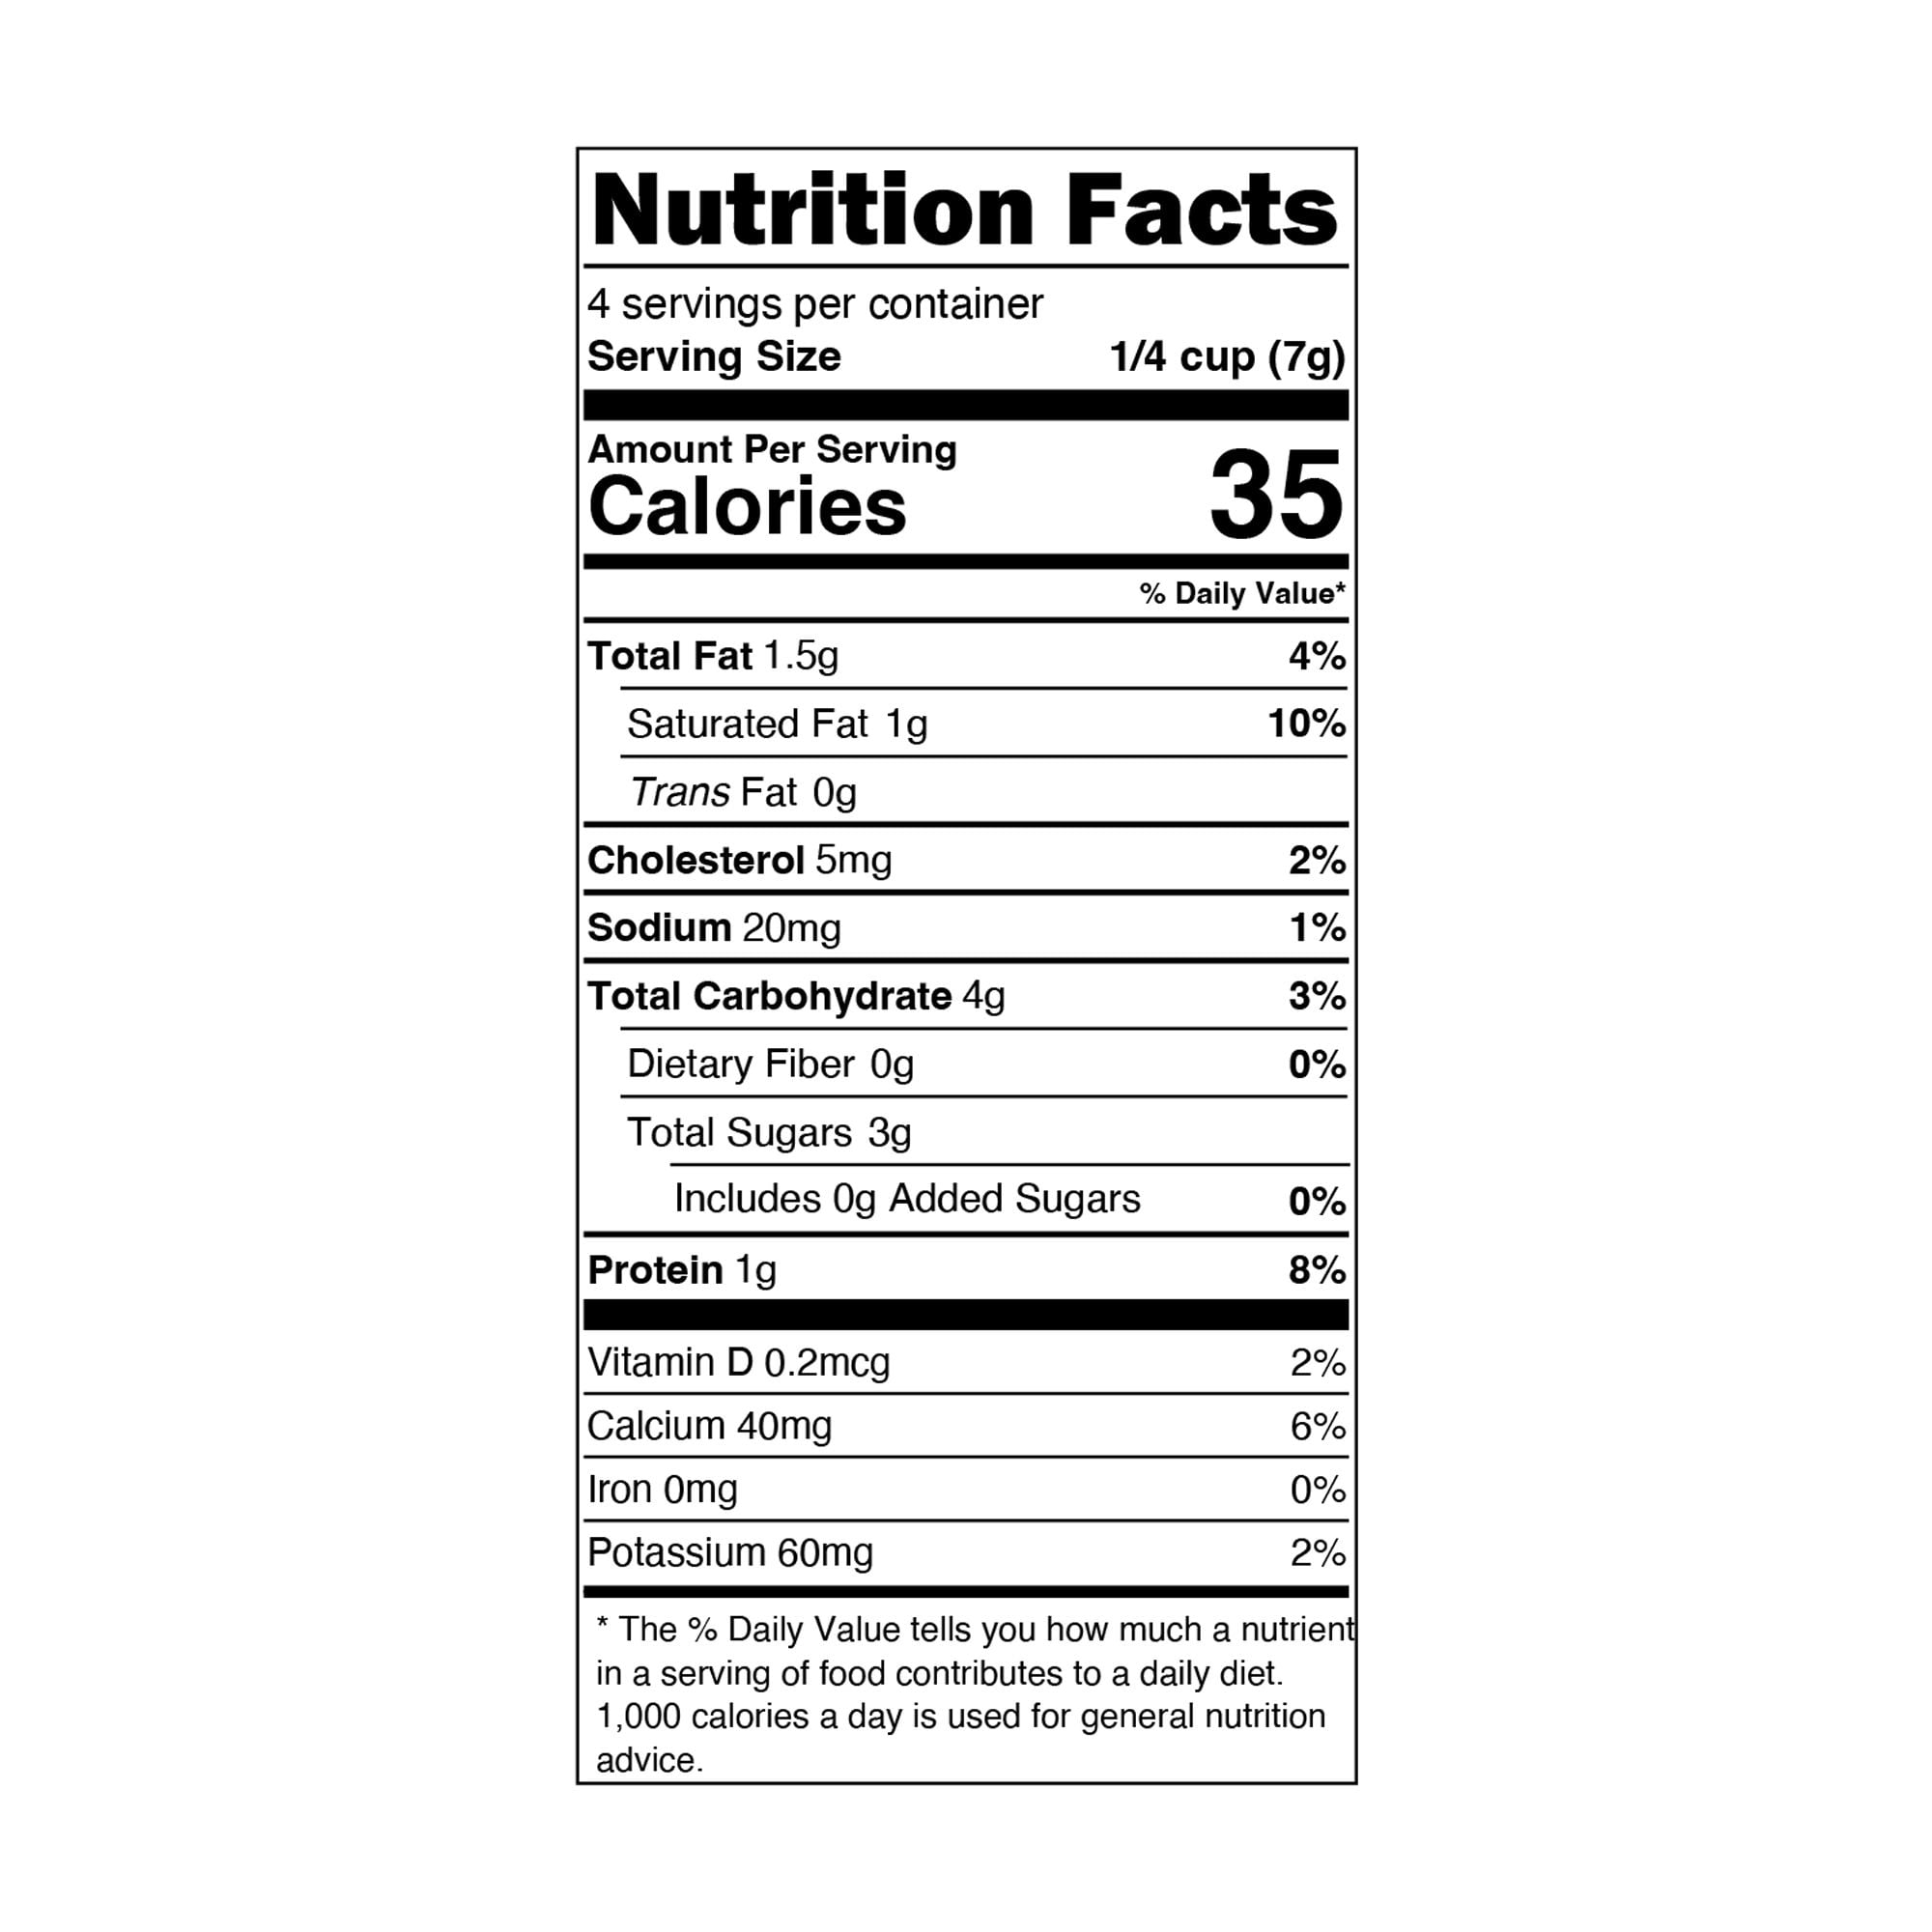 Nutrition Facts
4 servings per container
Serving Size 1/4 cup (7g)
Amount Per Serving
Calories 35
% Daily Value*
Total Fat 1.5g 4%
Saturated Fat 1g 10%
Trans Fat 0g
Cholesterol 5mg 2%
Sodium 20mg 1%
Total Carbohydrate 4g 3%
Dietary Fiber 0g 0%
Total Sugars 3g
Includes 0g Added Sugars 0%
Protein 1g 8%
Vitamin D 0.2mcg 2%
Calcium 40mg 6%
Iron 0mg 0%
Potassium 60mg 2%
* The % Daily Value tells you how much a nutrient
in a serving of food contributes to a daily diet.
1,000 calories a day is used for general nutrition
advice.